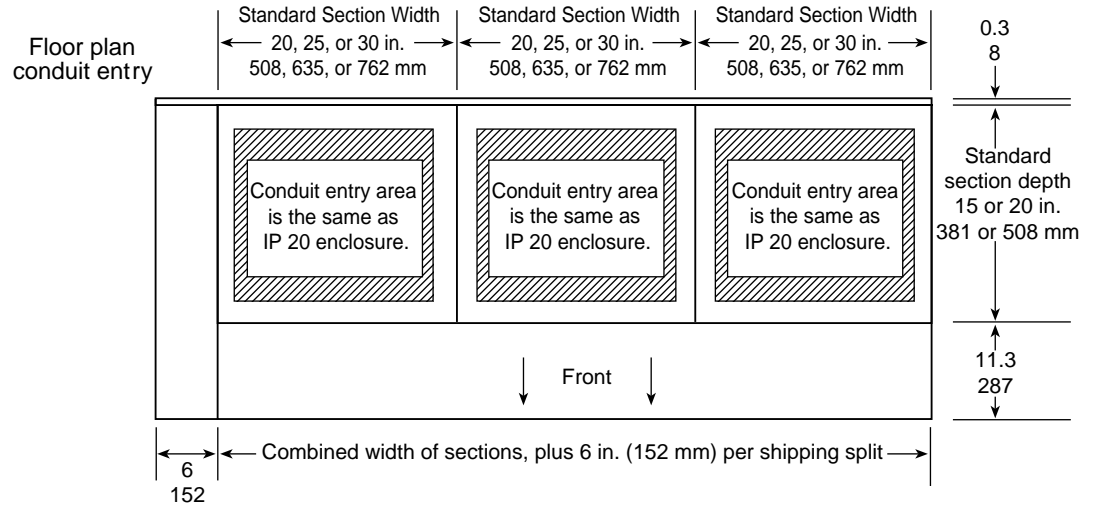 Floor plan
conduit entry
Standard Section Width
20, 25, or 30 in.
508, 635, or 762 mm
Standard Section Width
20, 25, or 30 in.
508, 635, or 762 mm
Standard Section Width
20, 25, or 30 in.
508, 635, or 762 mm
0.3
8
Conduit entry area
is the same as
IP 20 enclosure.
Conduit entry area
is the same as
IP 20 enclosure.
Conduit entry area
is the same as
IP 20 enclosure.
Standard
section depth
15 or 20 in.
381 or 508 mm
Front
11.3
287
6
152
Combined width of sections, plus 6 in. (152 mm) per shipping split